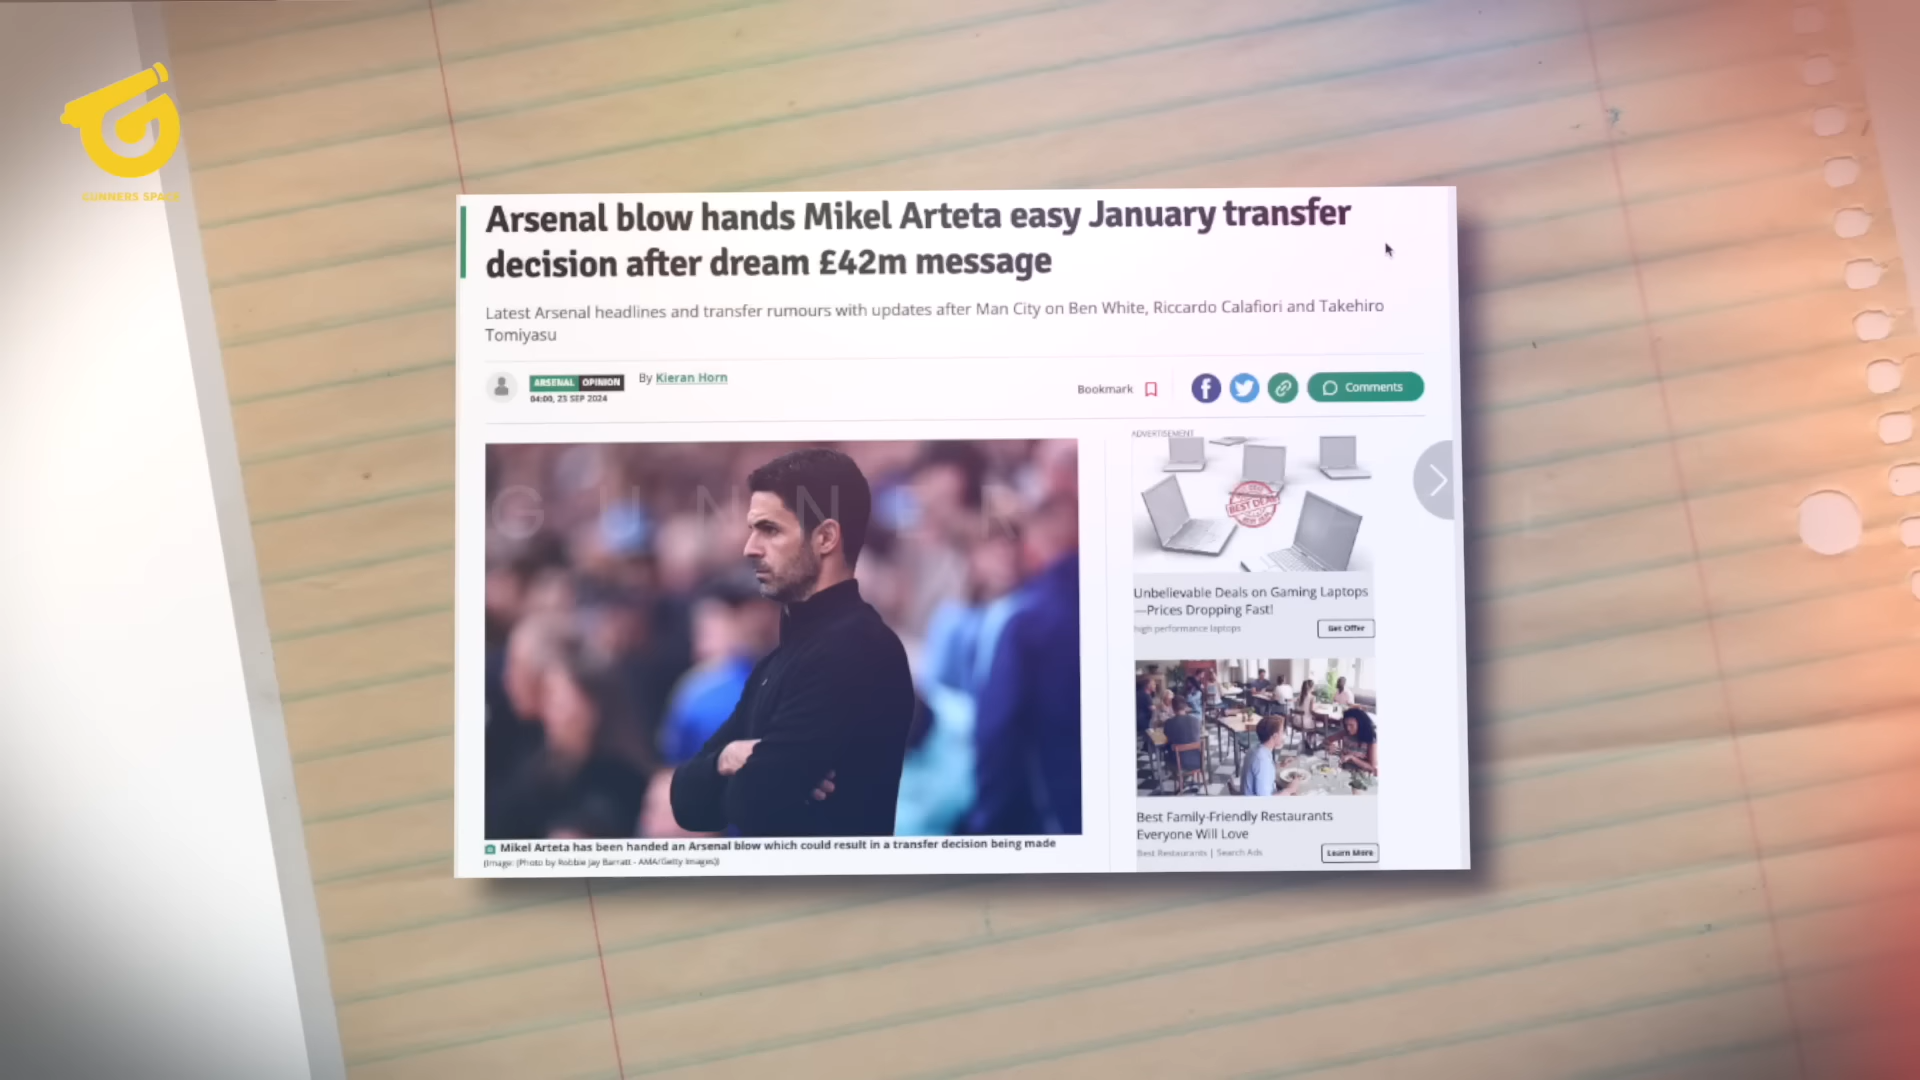 GUNNERS SPACE
Arsenal blow hands Mikel Arteta easy January transfer
decision after dream £42m message
Latest Arsenal headlines and transfer rumours with updates after Man City on Ben White, Riccardo Calafiori and Takehiro
Tomiyasu
ARSENAL OPINION By Kieran Horn
04:00, 23 SEP 2024
Bookmark
Comments
ADVERTISEMENT
GUNNER
BEST DEAL
Unbelievable Deals on Gaming Laptops
—Prices Dropping Fast!
high performance laptops
Get Offer
Best Family-Friendly Restaurants
Everyone Will Love
Best Restaurants | Search Ads
Learn More
Mikel Arteta has been handed an Arsenal blow which could result in a transfer decision being made
(Image: (Photo by Robbie Jay Barratt - AMA/Getty Images))